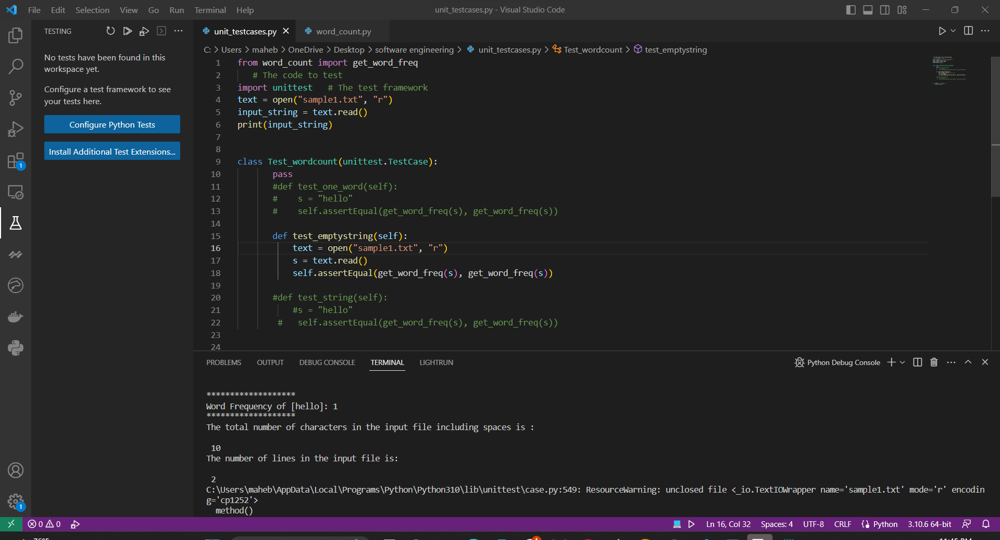 File Edit Selection View Go Run Terminal Help
unit_testcases.py - Visual Studio Code
TESTING
No tests have been found in this
workspace yet.
Configure a test framework to see
your tests here.
Configure Python Tests
Install Additional Test Extensions...
1
1
unit_testcases.py
word_count.py
C: > Users > maheb > OneDrive > Desktop > software engineering > unit_testcases.py > Test_wordcount > test_emptystring
1 from word_count import get_word_freq
2    # The code to test
3 import unittest   # The test framework
4 text = open("sample1.txt", "r")
5 input_string = text.read()
6 print(input_string)
7
8
9 class Test_wordcount(unittest.TestCase):
10        pass
11        #def test_one_word(self):
12        #    s = "hello"
13        #    self.assertEqual(get_word_freq(s), get_word_freq(s))
14
15        def test_emptystring(self):
16            text = open("sample1.txt", "r")
17            s = text.read()
18            self.assertEqual(get_word_freq(s), get_word_freq(s))
19
20        #def test_string(self):
21            #s = "hello"
22         #   self.assertEqual(get_word_freq(s), get_word_freq(s))
23
24
PROBLEMS OUTPUT DEBUG CONSOLE TERMINAL LIGHTRUN
Python Debug Console
*******************
Word Frequency of [hello]: 1
*******************
The total number of characters in the input file including spaces is :
10
The number of lines in the input file is:
2
C:\Users\maheb\AppData\Local\Programs\Python\Python310\lib\unittest\case.py:549: ResourceWarning: unclosed file <_io.TextIOWrapper name='sample1.txt' mode='r' encodin
g='cp1252'>
  method()
0 0
Ln 16, Col 32 Spaces: 4 UTF-8 CRLF Python 3.10.6 64-bit